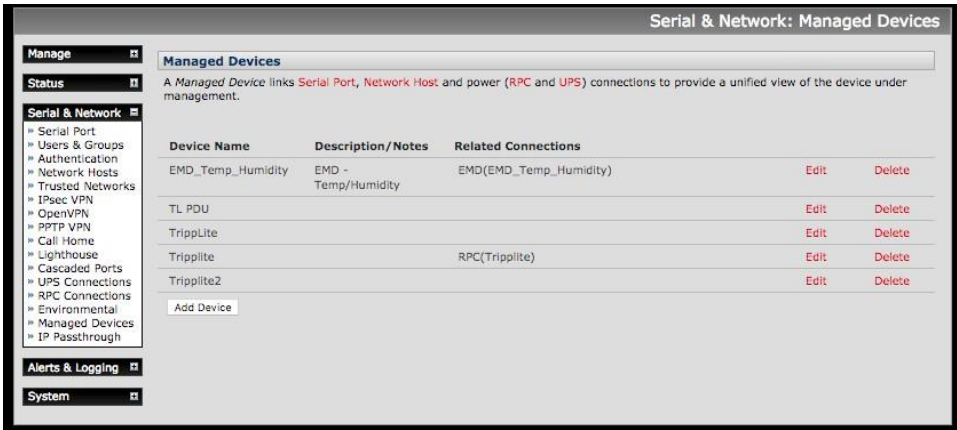 Serial & Network: Managed Devices
Manage
Status
Serial & Network
Serial Port
Users & Groups
Authentication
Network Hosts
Trusted Networks
IPsec VPN
OpenVPN
PPTP VPN
Call Home
Lighthouse
Cascaded Ports
UPS Connections
RPC Connections
Environmental
Managed Devices
IP Passthrough
Alerts & Logging
System
Managed Devices
A Managed Device links Serial Port, Network Host and power (RPC and UPS) connections to provide a unified view of the device under
management.
Device Name Description/Notes Related Connections
EMD_Temp_Humidity EMD - EMD(EMD_Temp_Humidity) Edit Delete
Temp/Humidity
TL PDU Edit Delete
TrippLite Edit Delete
Tripplite RPC(Tripplite) Edit Delete
Tripplite2 Edit Delete
Add Device